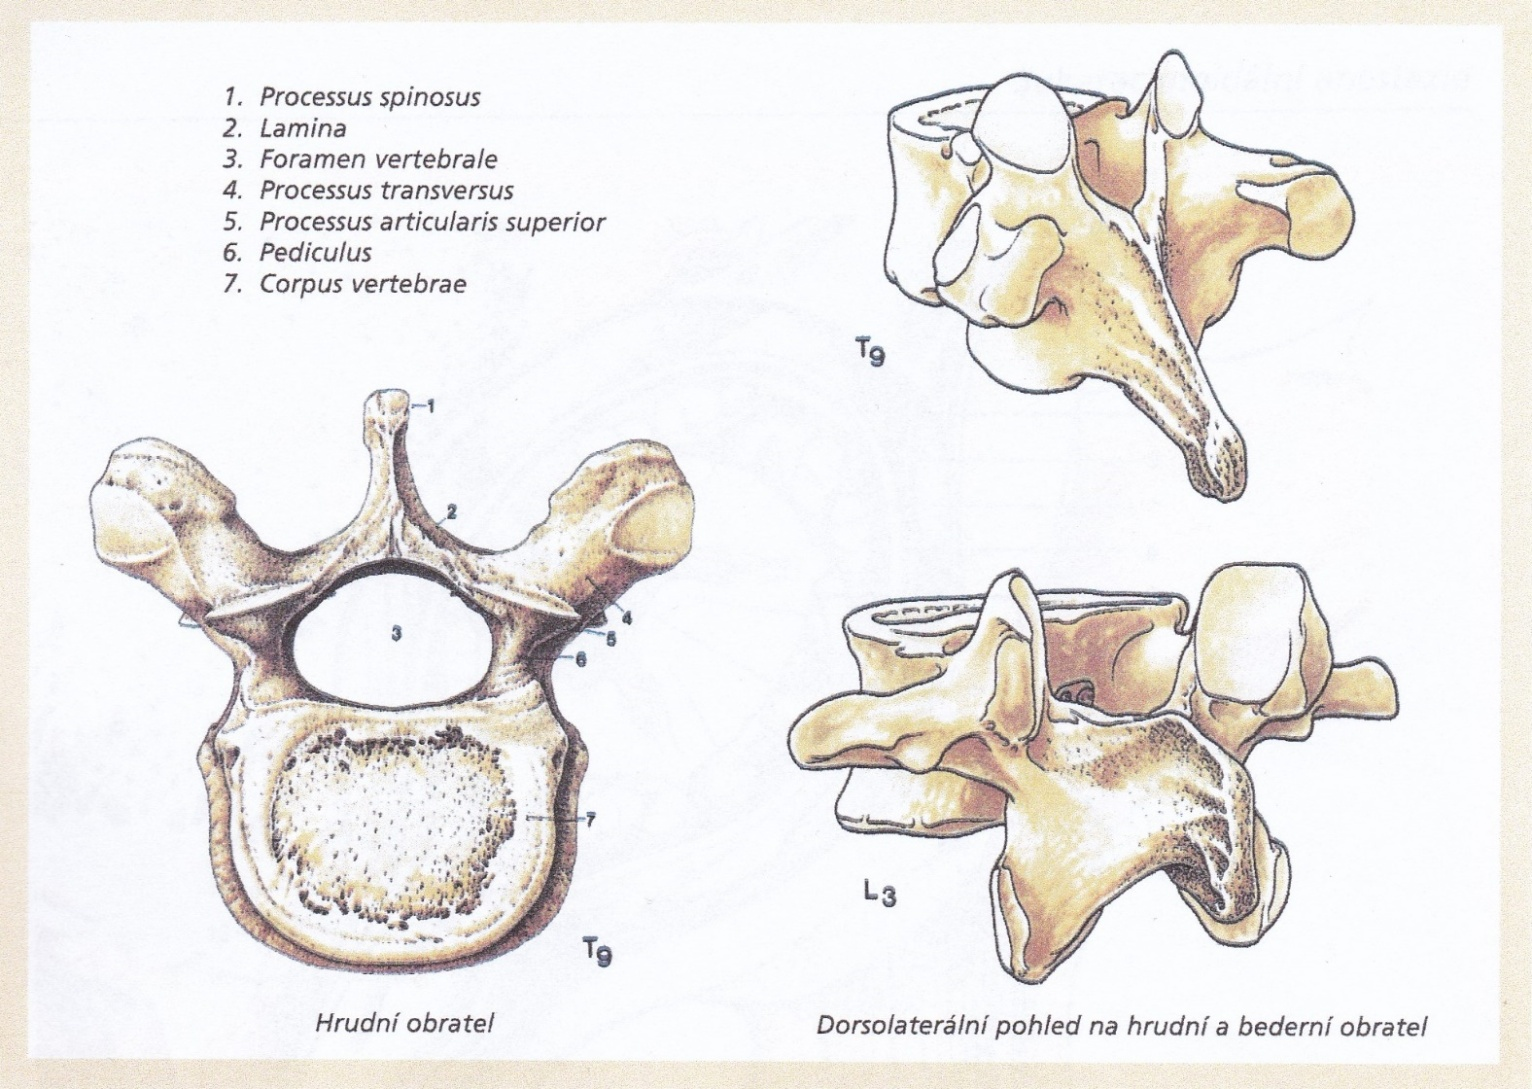 1. Processus spinosus
2. Lamina
3. Foramen vertebrale
4. Processus transversus
5. Processus articularis superior
6. Pediculus
7. Corpus vertebrae
T9
1
2
3
4
5
6
7
T9
L3
Hrudní obratel
Dorsolaterální pohled na hrudní a bederní obratel